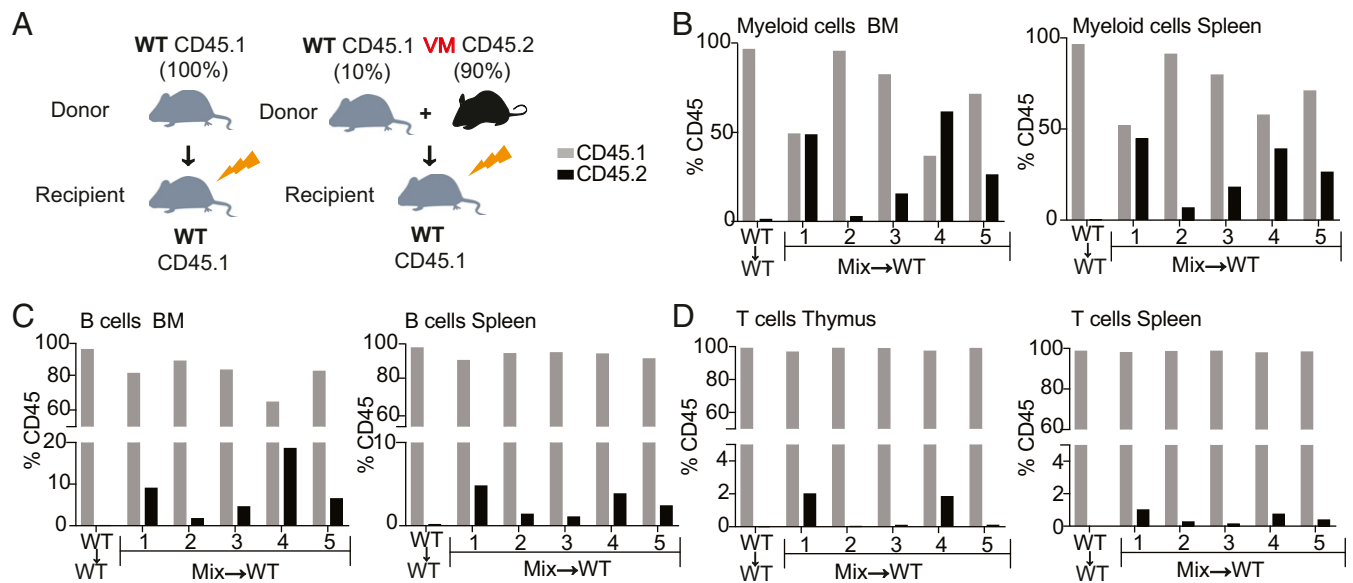 A
WT CD45.1
(100%)
WT CD45.1 VM CD45.2
(10%) (90%)
Donor
Donor
+
Recipient
Recipient
WT
CD45.1
WT
CD45.1
CD45.1
CD45.2
B
Myeloid cells BM
% CD45
100
50
0
WT
↓
WT
1 2 3 4 5
Mix→WT
Myeloid cells Spleen
% CD45
100
50
0
WT
↓
WT
1 2 3 4 5
Mix→WT
C
B cells BM
% CD45
100
80
60
20
10
0
WT
↓
WT
1 2 3 4 5
Mix→WT
B cells Spleen
% CD45
100
80
60
10
0
WT
↓
WT
1 2 3 4 5
Mix→WT
D
T cells Thymus
% CD45
100
80
60
4
2
0
WT
↓
WT
1 2 3 4 5
Mix→WT
T cells Spleen
% CD45
100
80
60
4
2
0
WT
↓
WT
1 2 3 4 5
Mix→WT